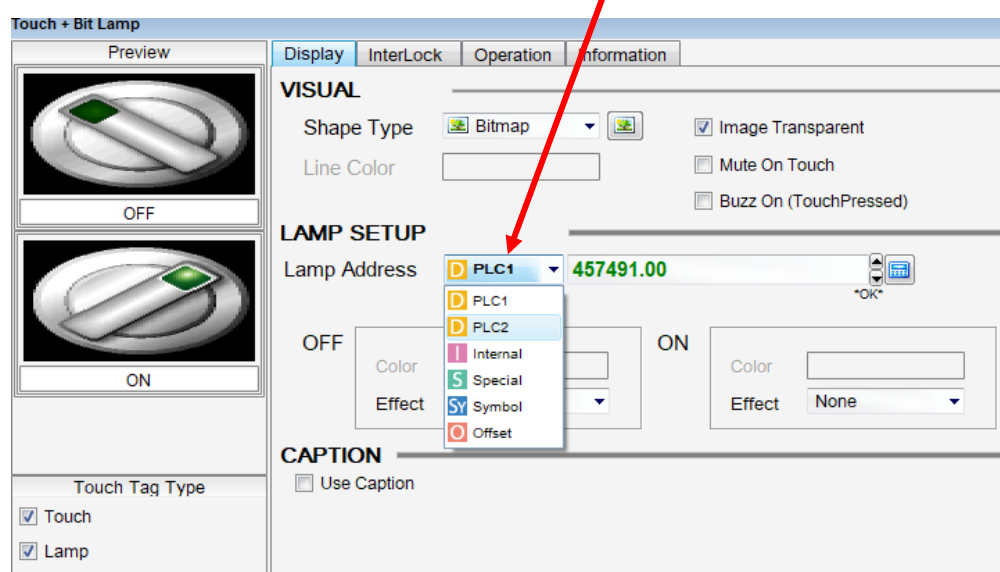 Touch + Bit Lamp
Preview
Display InterLock Operation Information
VISUAL
Shape Type Bitmap Image Transparent
Line Color Mute On Touch
Buzz On (TouchPressed)
OFF
LAMP SETUP
Lamp Address D PLC1 457491.00
*OK*
D PLC1
D PLC2
I Internal
S Special
SY Symbol
O Offset
OFF ON
Color Color
Effect Effect None
ON
CAPTION
Use Caption
Touch Tag Type
Touch
Lamp